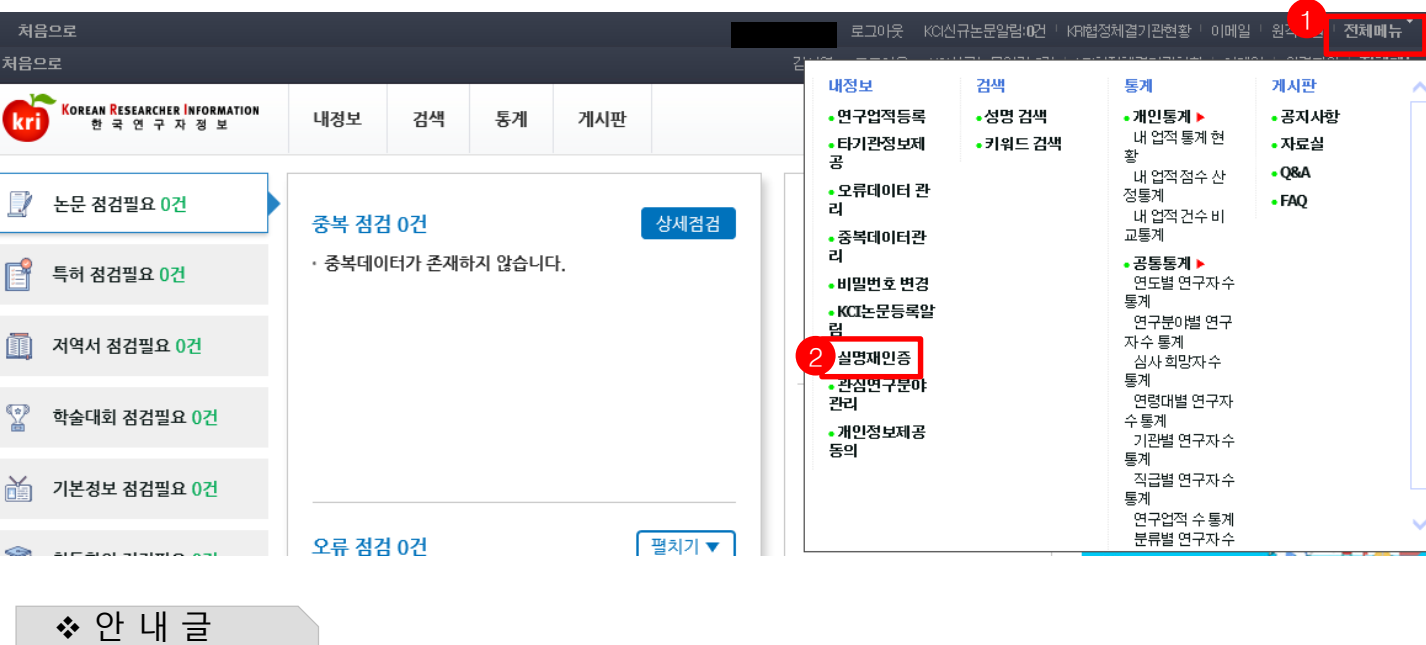 처음으로
로그아웃 KCI신규논문알림:0건 KRI협정체결기관현황 이메일 전체메뉴
1
처음으로
kri KOREAN RESEARCHER INFORMATION
한 국 연 구 자 정 보
내정보 검색 통계 게시판
논문 점검필요 0건
특허 점검필요 0건
저역서 점검필요 0건
학술대회 점검필요 0건
기본정보 점검필요 0건
중복 점검 0건
상세점검
· 중복데이터가 존재하지 않습니다.
오류 점검 0건
펼치기 ▼
내정보
• 연구업적등록
• 타기관정보제
공
• 오류데이터 관
리
• 중복데이터관
리
• 비밀번호 변경
• KCI논문등록알
림
2
실명재인증
• 관심연구분야
관리
• 개인정보제공
동의
검색
• 성명 검색
• 키워드 검색
통계
• 개인통계 ▶
내 업적 통계 현
황
내 업적 점수 산
정통계
내 업적 건수 비
교통계
• 공통통계 ▶
연도별 연구자 수
통계
연구분야별 연구
자 수 통계
심사 희망자 수
통계
연령대별 연구자
수 통계
기관별 연구자 수
통계
직급별 연구자 수
통계
연구업적 수 통계
분류별 연구자 수
게시판
• 공지사항
• 자료실
• Q&A
• FAQ
❖ 안 내 글